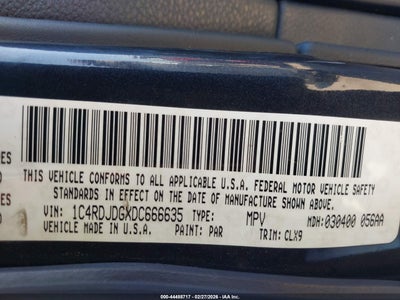 THIS VEHICLE CONFORMS TO ALL APPLICABLE U.S.A. FEDERAL MOTOR VEHICLE SAFETY
STANDARDS IN EFFECT ON THE DATE OF MANUFACTURE SHOWN ABOVE.
VIN: 1C4RDJDGXDC666635 TYPE: MPV MDH: 030400 056AA
MADE IN U.S.A. PAINT: PAR TRIM: CLX9
000-44488717 02/27/2026 - IAA Inc.